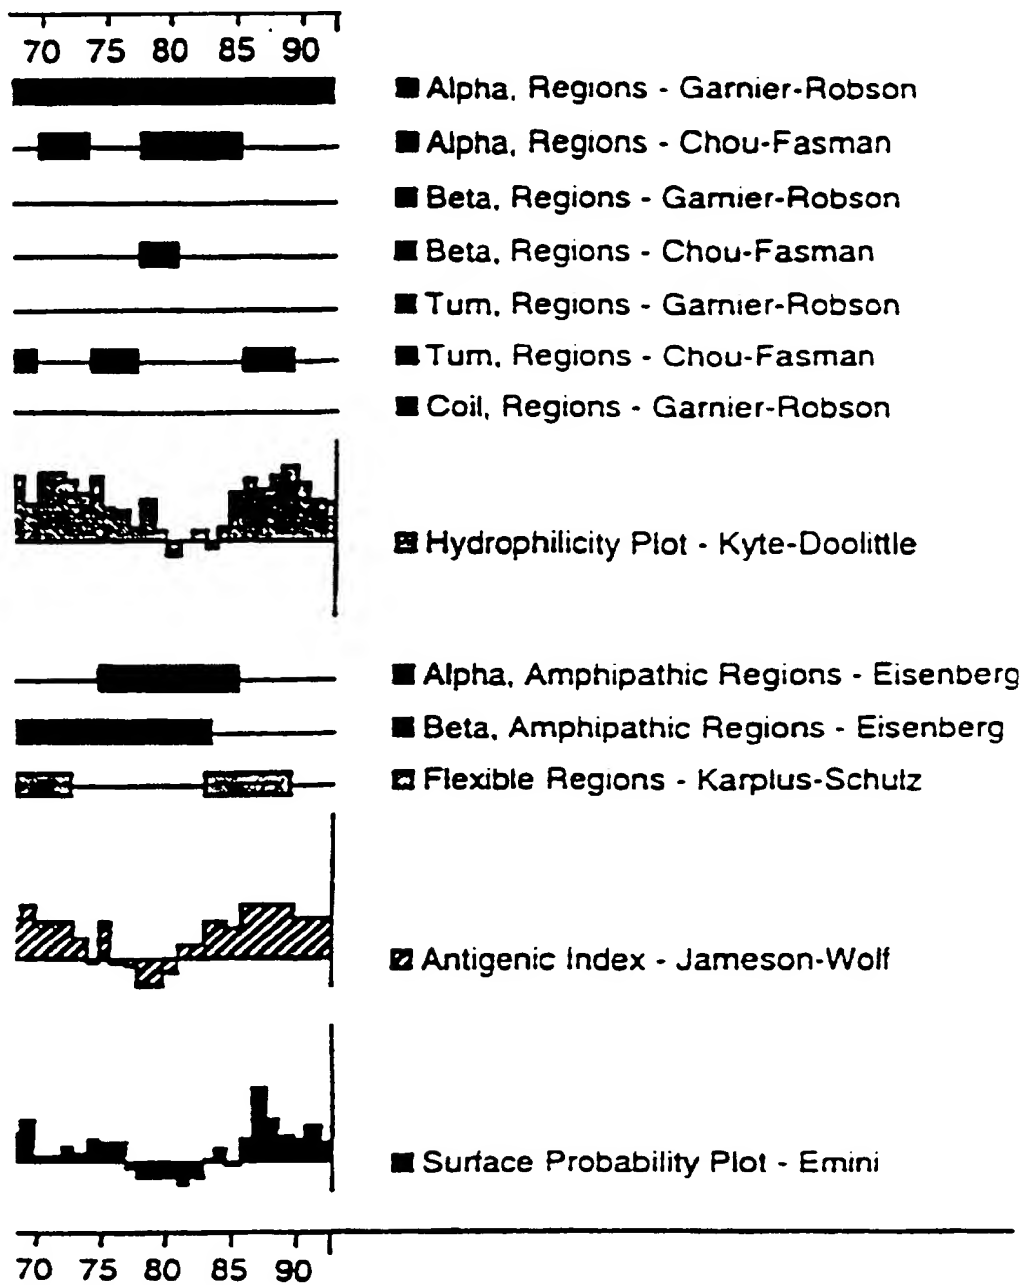 70 75 80 85 90
Alpha, Regions - Garnier-Robson
Alpha, Regions - Chou-Fasman
Beta, Regions - Garnier-Robson
Beta, Regions - Chou-Fasman
Turn, Regions - Garnier-Robson
Turn, Regions - Chou-Fasman
Coil, Regions - Garnier-Robson
Hydrophilicity Plot - Kyte-Doolittle
Alpha, Amphipathic Regions - Eisenberg
Beta, Amphipathic Regions - Eisenberg
Flexible Regions - Karplus-Schulz
Antigenic Index - Jameson-Wolf
Surface Probability Plot - Emini
70 75 80 85 90